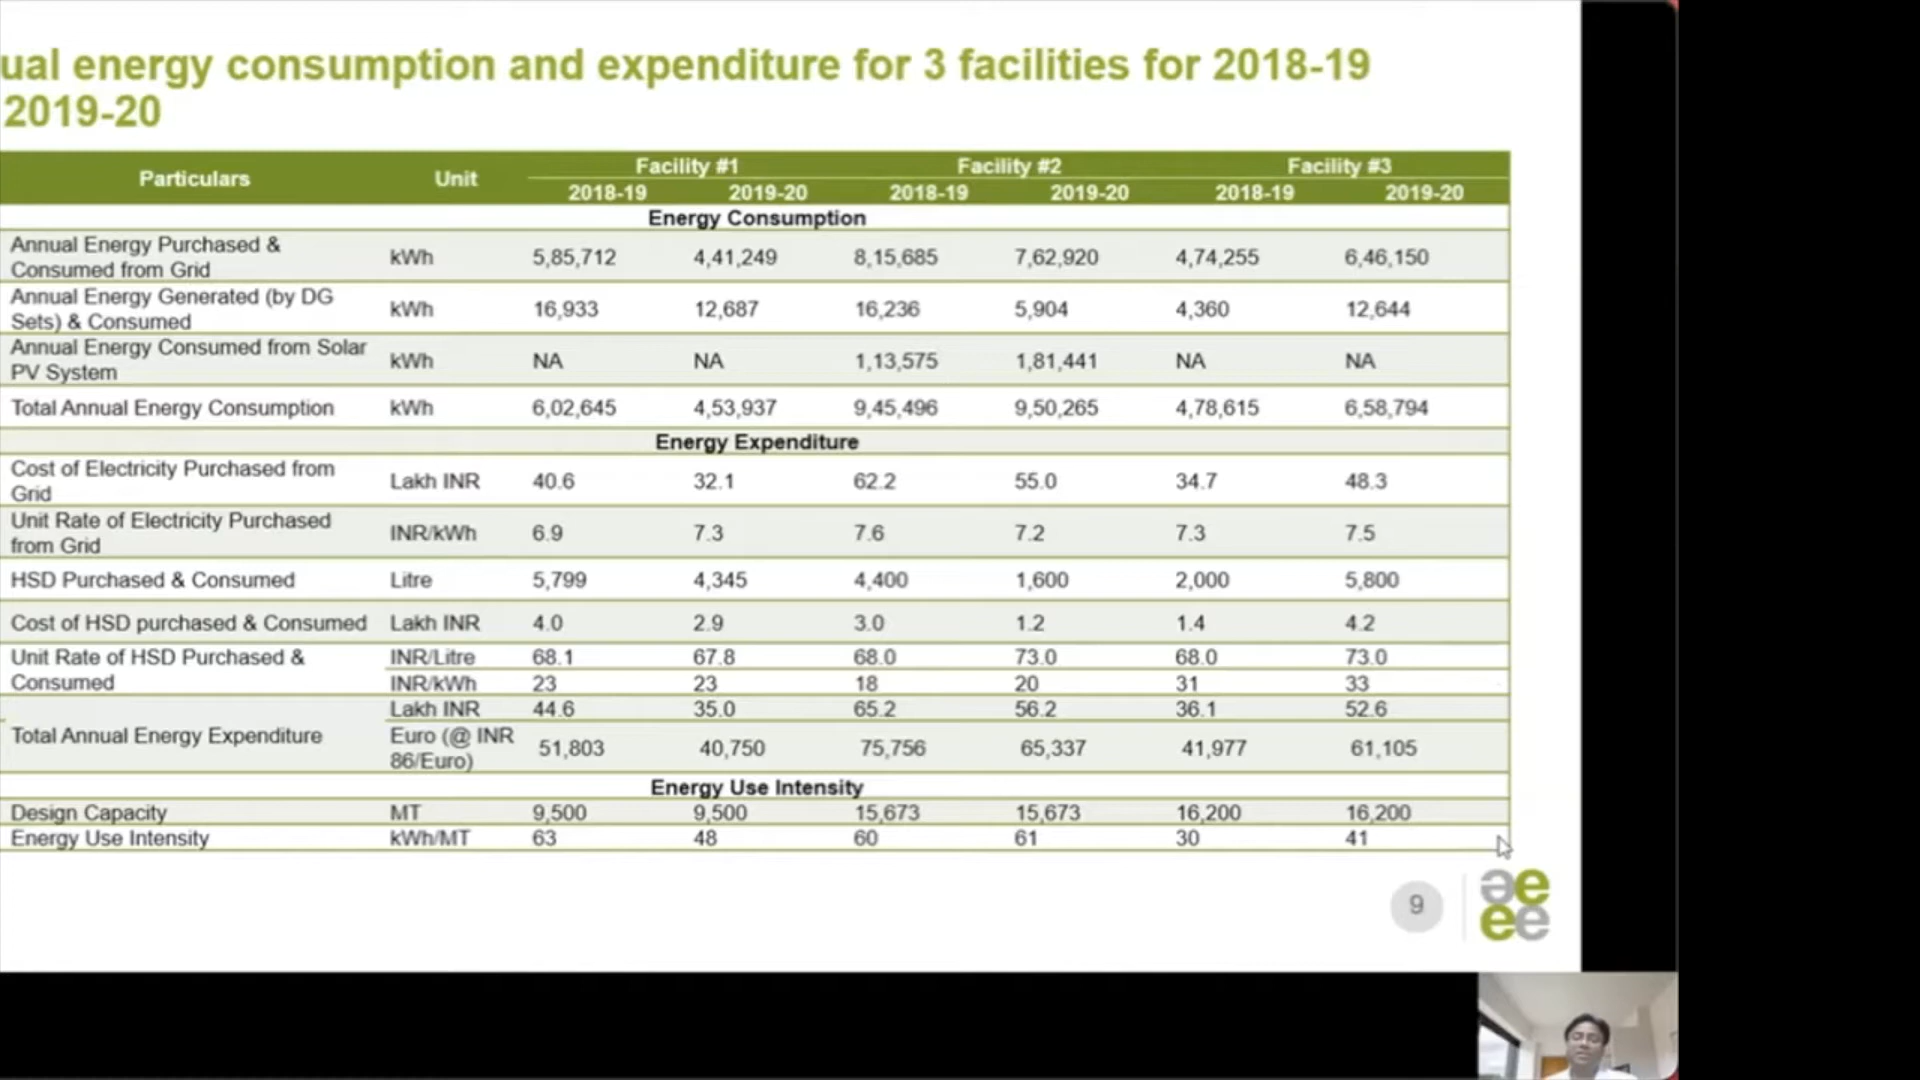 ual energy consumption and expenditure for 3 facilities for 2018-19
2019-20
Particulars Unit Facility #1 Facility #2 Facility #3
2018-19 2019-20 2018-19 2019-20 2018-19 2019-20
Energy Consumption
Annual Energy Purchased &
Consumed from Grid kWh 5,85,712 4,41,249 8,15,685 7,62,920 4,74,255 6,46,150
Annual Energy Generated (by DG
Sets) & Consumed kWh 16,933 12,687 16,236 5,904 4,360 12,644
Annual Energy Consumed from Solar
PV System kWh NA NA 1,13,575 1,81,441 NA NA
Total Annual Energy Consumption kWh 6,02,645 4,53,937 9,45,496 9,50,265 4,78,615 6,58,794
Energy Expenditure
Cost of Electricity Purchased from
Grid Lakh INR 40.6 32.1 62.2 55.0 34.7 48.3
Unit Rate of Electricity Purchased
from Grid INR/kWh 6.9 7.3 7.6 7.2 7.3 7.5
HSD Purchased & Consumed Litre 5,799 4,345 4,400 1,600 2,000 5,800
Cost of HSD purchased & Consumed Lakh INR 4.0 2.9 3.0 1.2 1.4 4.2
Unit Rate of HSD Purchased & INR/Litre 68.1 67.8 68.0 73.0 68.0 73.0
Consumed INR/kWh 23 23 18 20 31 33
Lakh INR 44.6 35.0 65.2 56.2 36.1 52.6
Total Annual Energy Expenditure Euro (@ INR
86/Euro) 51,803 40,750 75,756 65,337 41,977 61,105
Energy Use Intensity
Design Capacity MT 9,500 9,500 15,673 15,673 16,200 16,200
Energy Use Intensity kWh/MT 63 48 60 61 30 41
9
ae
ee